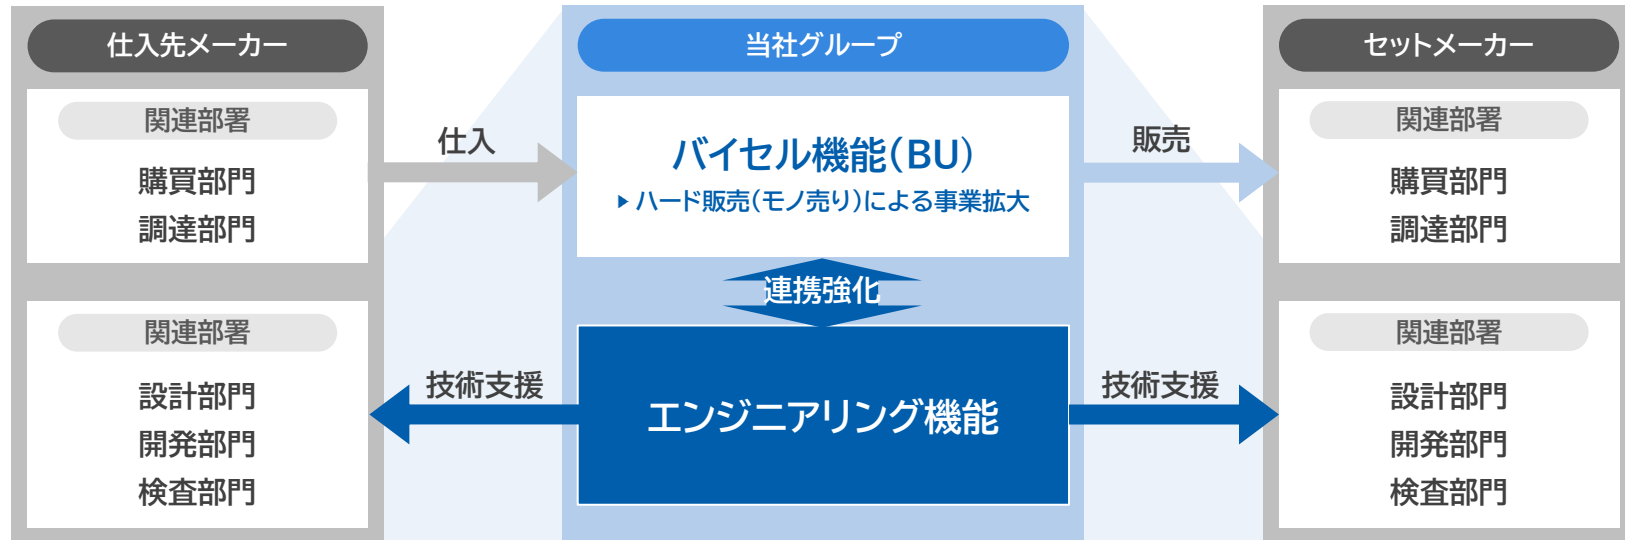 仕入先メーカー
関連部署
購買部門
調達部門
関連部署
設計部門
開発部門
検査部門
仕入
技術支援
当社グループ
バイセル機能(BU)
▶ ハード販売(モノ売り)による事業拡大
連携強化
エンジニアリング機能
販売
技術支援
セットメーカー
関連部署
購買部門
調達部門
関連部署
設計部門
開発部門
検査部門